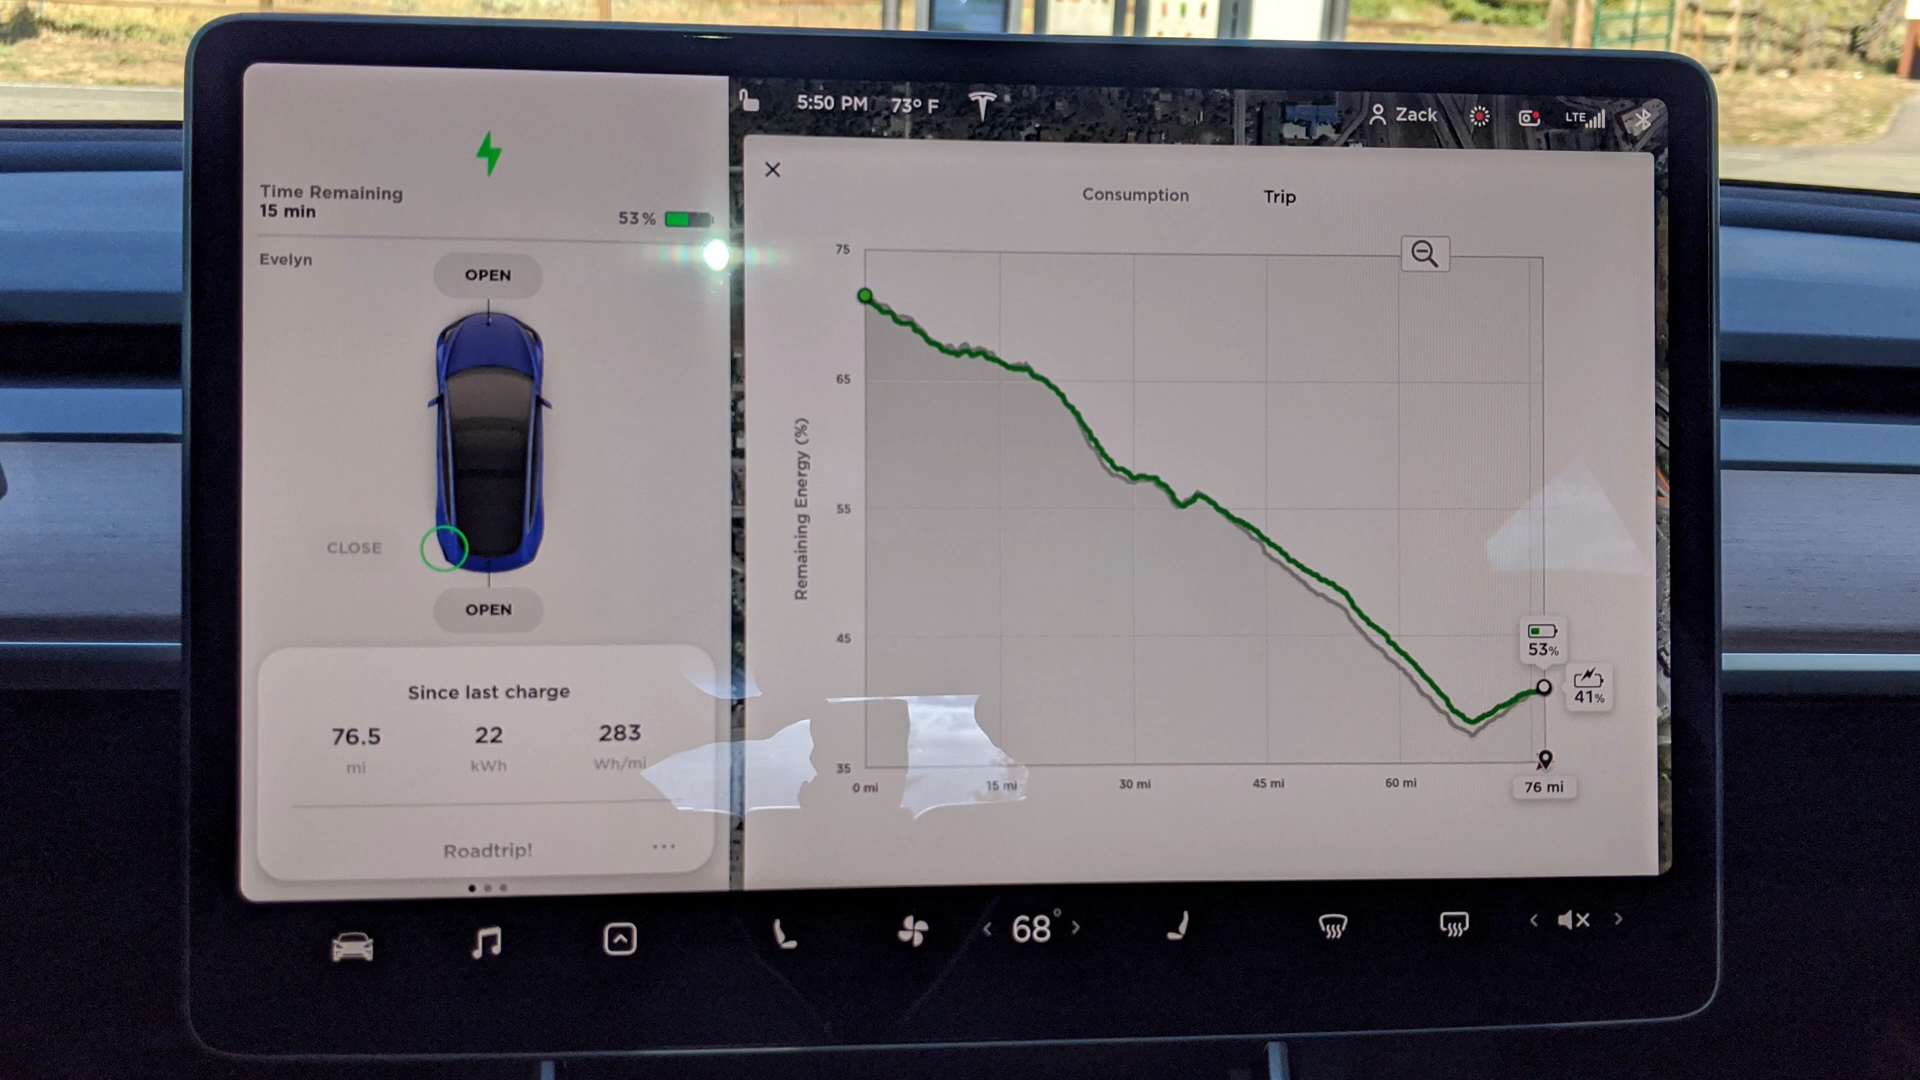 5:50 PM 73° F
Zack
LTE
Time Remaining
15 min
53%
Evelyn
OPEN
CLOSE
OPEN
Since last charge
76.5 22 283
mi kWh Wh/mi
Roadtrip!
Consumption Trip
75
65
55
45
35
Remaining Energy (%)
53%
41%
0 mi 15 mi 30 mi 45 mi 60 mi 76 mi
68°